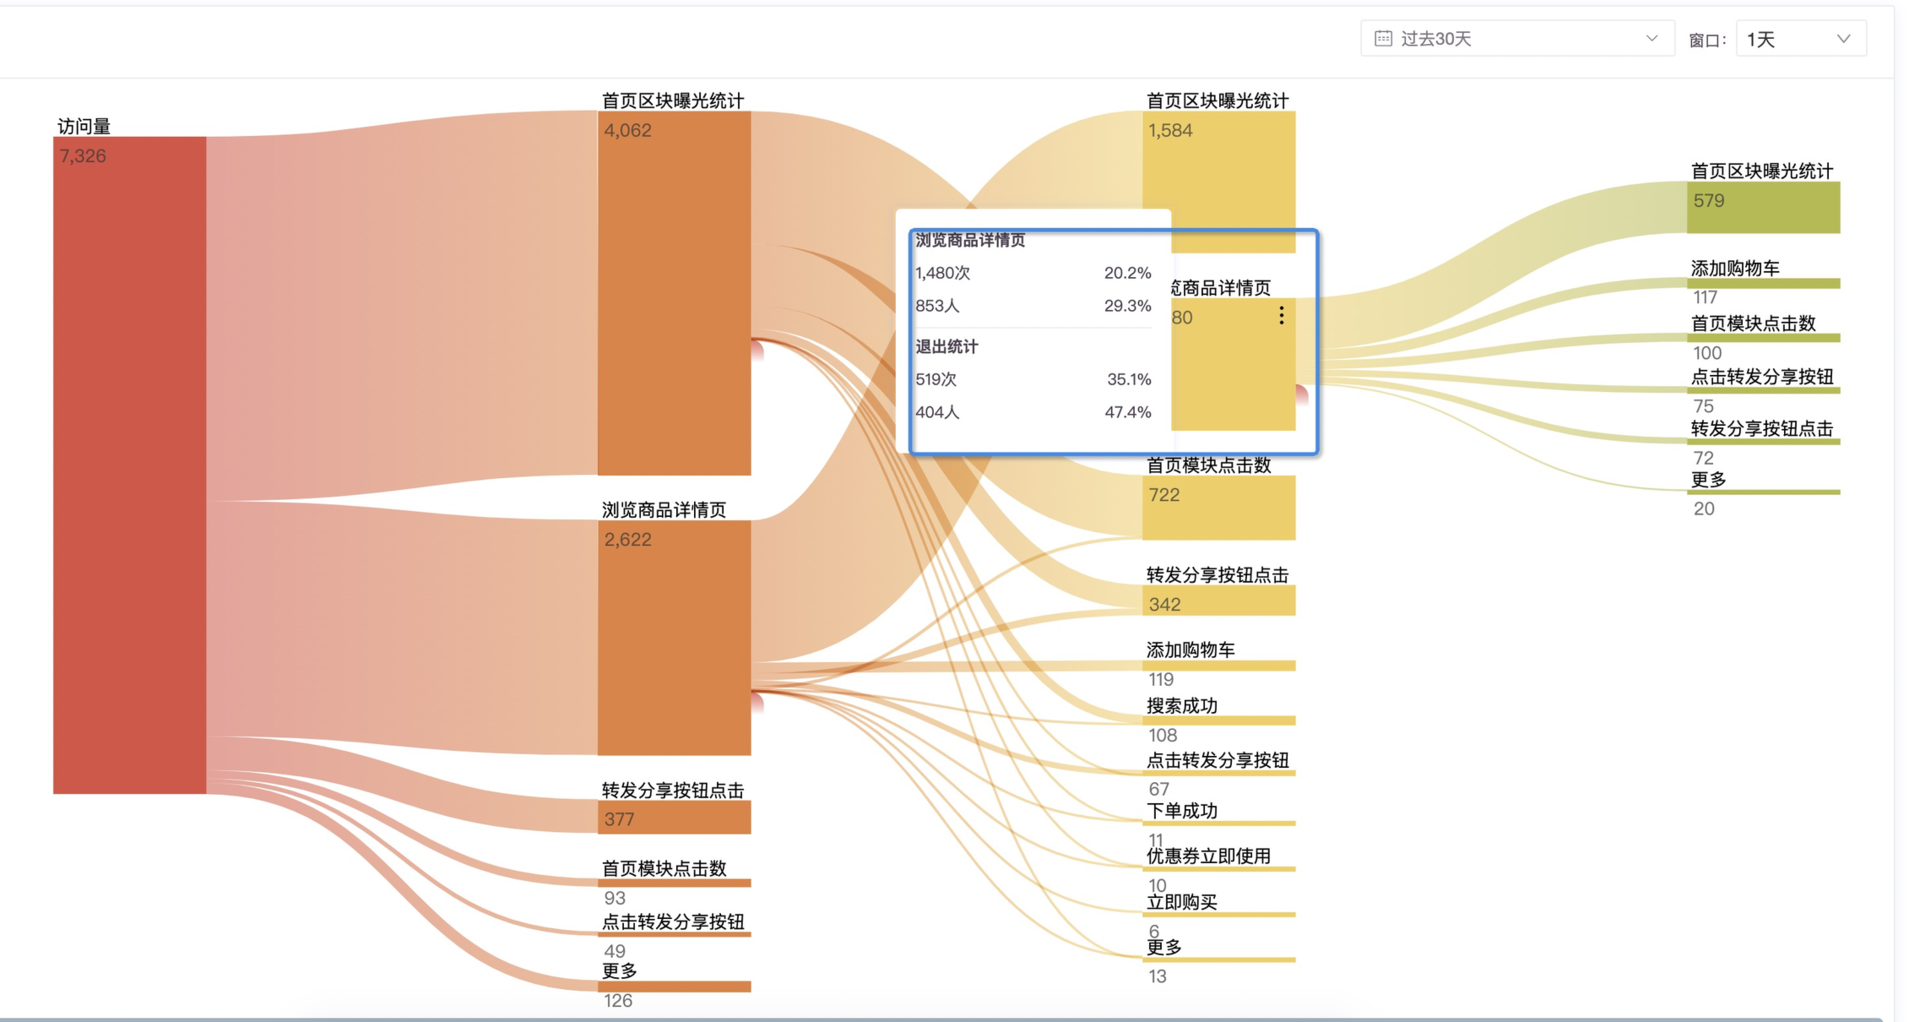 过去30天
窗口：
1天
访问量
7,326
首页区块曝光统计
4,062
浏览商品详情页
2,622
转发分享按钮点击
377
首页模块点击数
93
点击转发分享按钮
49
更多
126
首页区块曝光统计
1,584
浏览商品详情页
1,480次 20.2%
853人 29.3%
退出统计
519次 35.1%
404人 47.4%
览商品详情页
80
首页模块点击数
722
转发分享按钮点击
342
添加购物车
119
搜索成功
108
点击转发分享按钮
67
下单成功
11
优惠券立即使用
10
立即购买
6
更多
13
首页区块曝光统计
579
添加购物车
117
首页模块点击数
100
点击转发分享按钮
75
转发分享按钮点击
72
更多
20